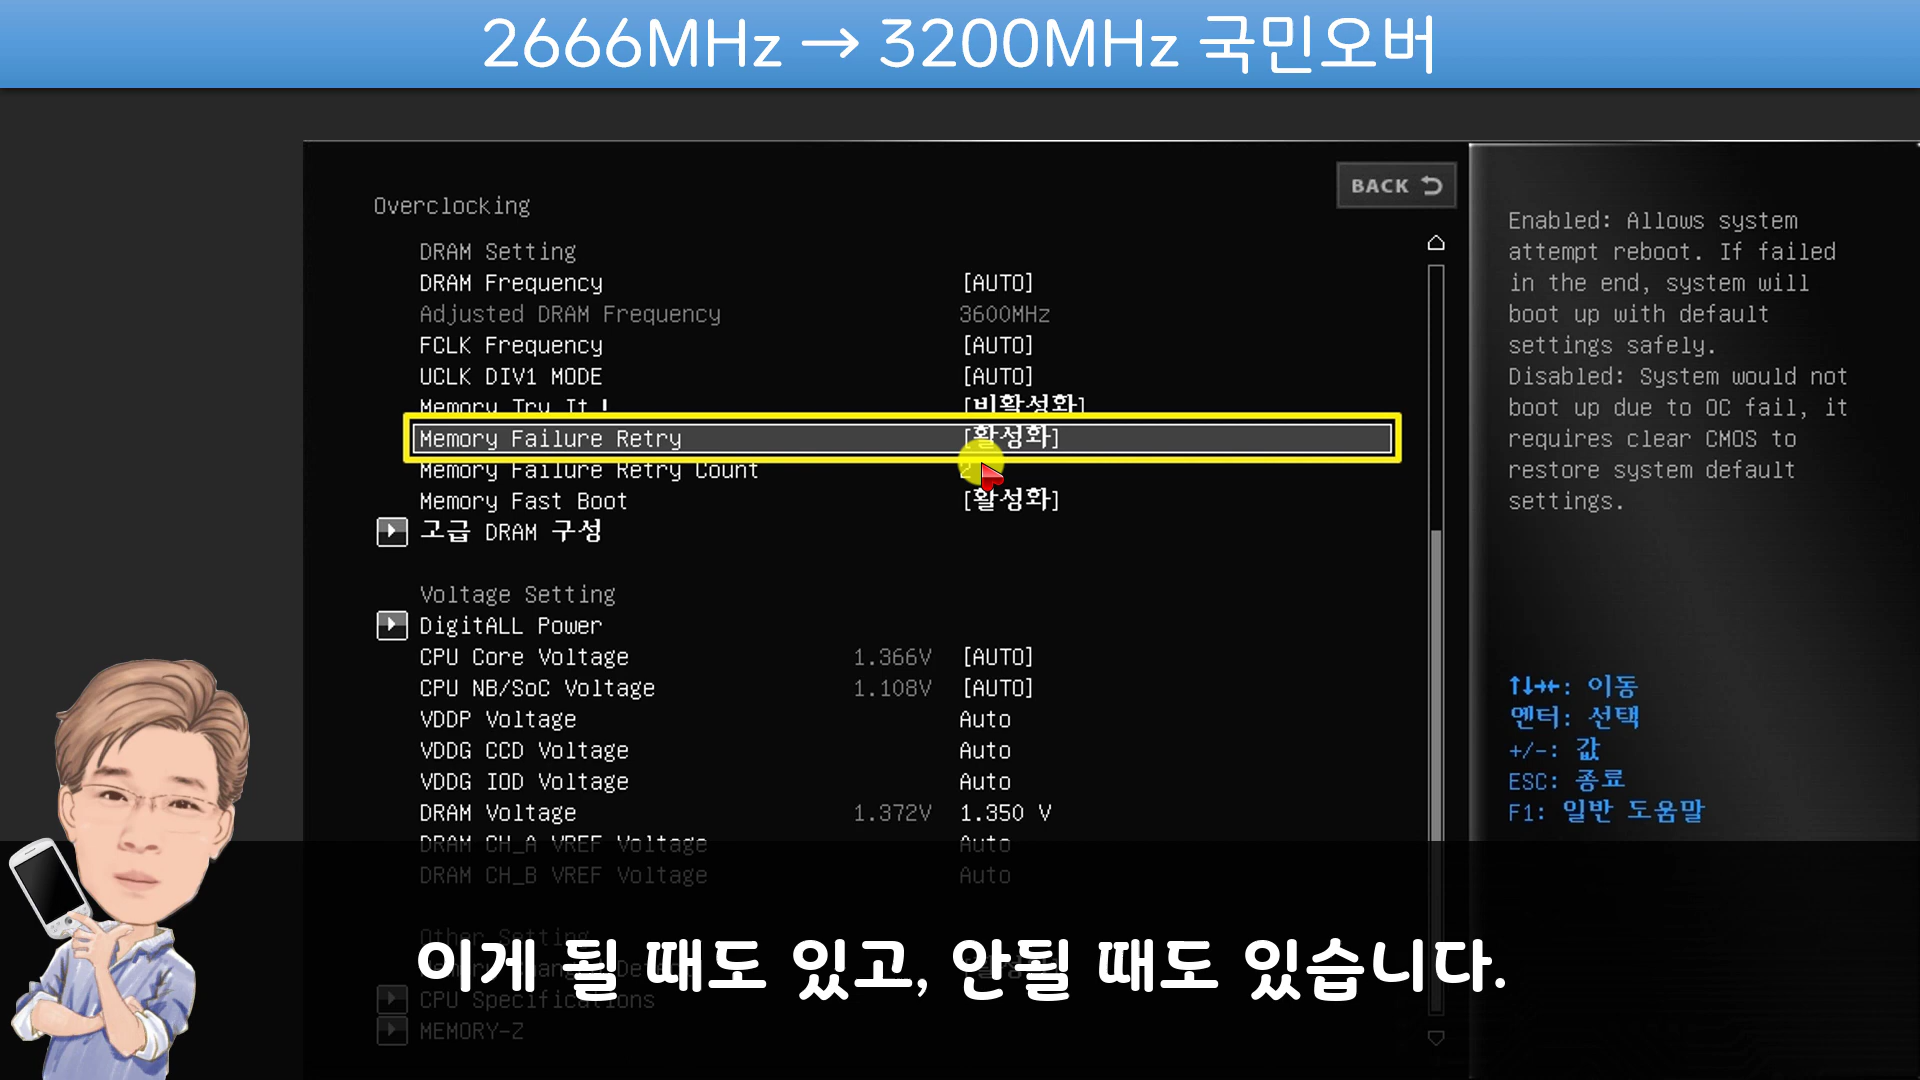 2666MHz → 3200MHz 국민오버
BACK
Overclocking
DRAM Setting
DRAM Frequency [AUTO]
Adjusted DRAM Frequency 3600MHz
FCLK Frequency [AUTO]
UCLK DIV1 MODE [AUTO]
Memory Try It ! [비활성화]
Memory Failure Retry [활성화]
Memory Failure Retry Count 2
Memory Fast Boot [활성화]
고급 DRAM 구성
Voltage Setting
DigitALL Power
CPU Core Voltage 1.366V [AUTO]
CPU NB/SoC Voltage 1.108V [AUTO]
VDDP Voltage Auto
VDDG CCD Voltage Auto
VDDG IOD Voltage Auto
DRAM Voltage 1.372V 1.350 V
DRAM CH_A VREF Voltage Auto
DRAM CH_B VREF Voltage Auto
Other Setting
CPU Specifications
MEMORY-Z
Enabled: Allows system
attempt reboot. If failed
in the end, system will
boot up with default
settings safely.
Disabled: System would not
boot up due to OC fail, it
requires clear CMOS to
restore system default
settings.
↑↓→←: 이동
엔터: 선택
+/-: 값
ESC: 종료
F1: 일반 도움말
이게 될 때도 있고, 안될 때도 있습니다.